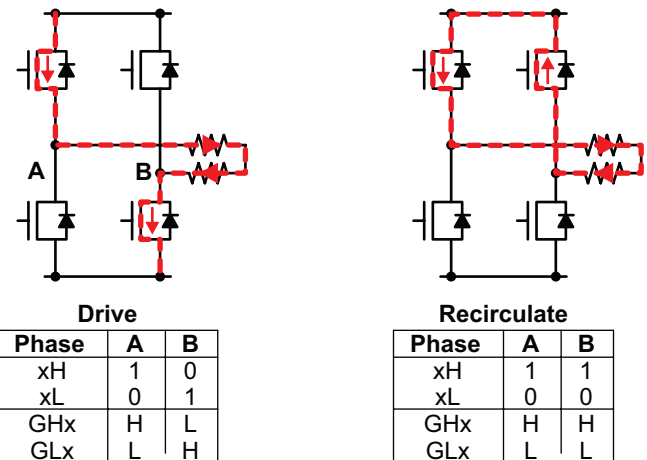 A B
Drive
Phase A B
xH 1 0
xL 0 1
GHx H L
GLx L H
Recirculate
Phase A B
xH 1 1
xL 0 0
GHx H H
GLx L L